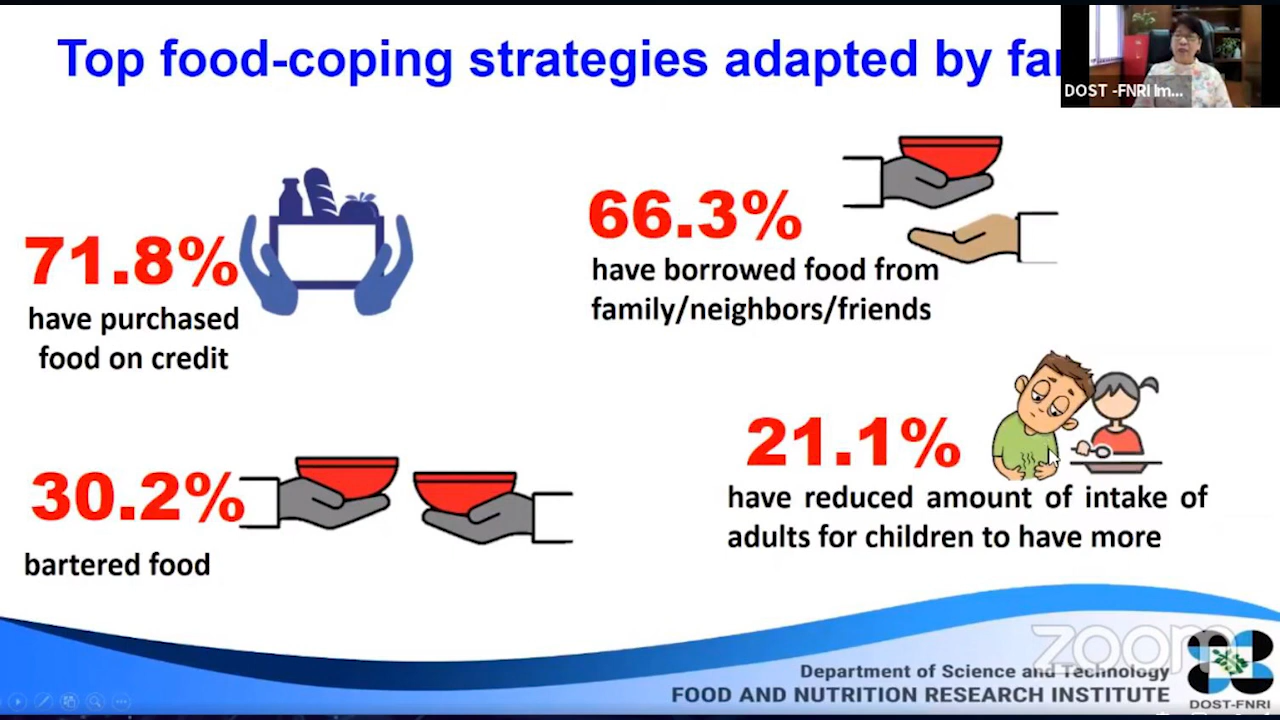 Top food-coping strategies adapted by
DOST -FNRI Im...
71.8%
have purchased
food on credit
66.3%
have borrowed food from
family/neighbors/friends
30.2%
bartered food
21.1%
have reduced amount of intake of
adults for children to have more
zoom
Department of Science and Technology
FOOD AND NUTRITION RESEARCH INSTITUTE
DOST-FNRI